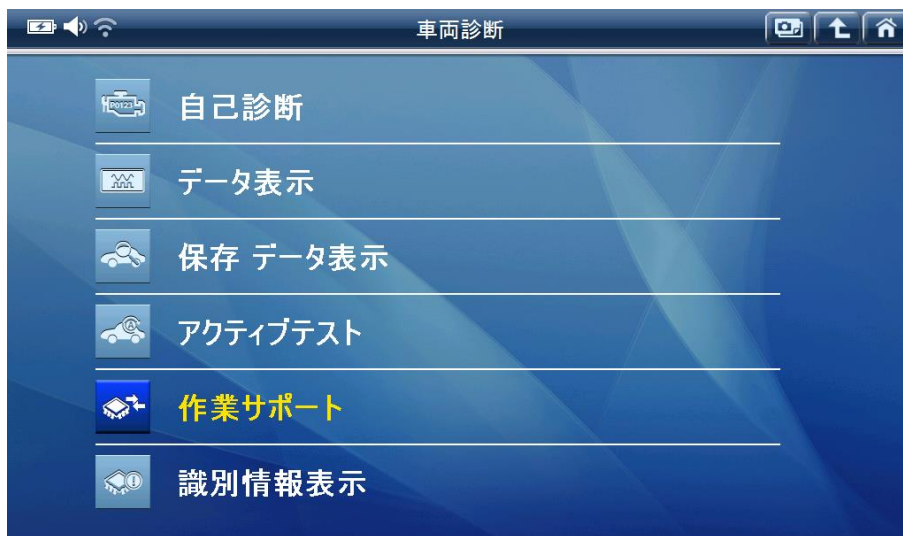 車両診断
P0123
自己診断
データ表示
保存 データ表示
アクティブテスト
作業サポート
識別情報表示